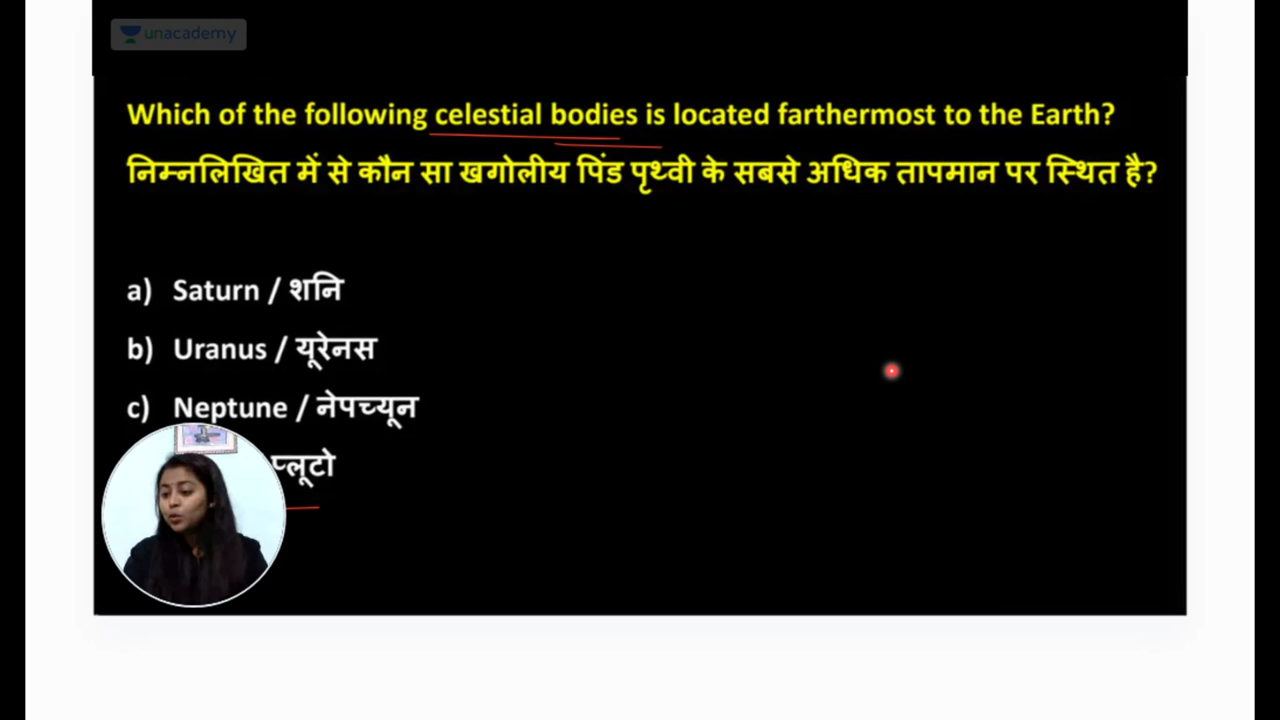 unacademy
Which of the following celestial bodies is located farthermost to the Earth?
निम्नलिखित में से कौन सा खगोलीय पिंड पृथ्वी के सबसे अधिक तापमान पर स्थित है?
a) Saturn / शनि
b) Uranus / यूरेनस
c) Neptune / नेपच्यून
प्लूटो